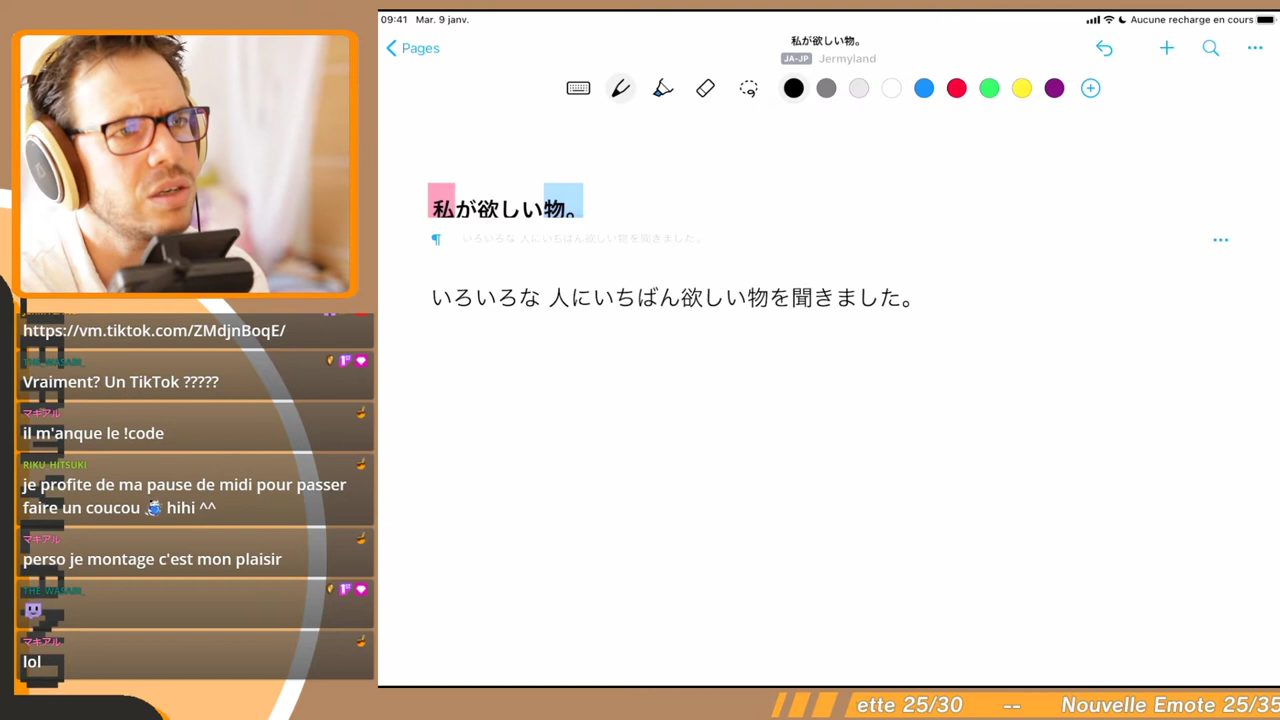 09:41 Mar. 9 janv.
Aucune recharge en cours
Pages
私が欲しい物。
JA-JP Jermyland
私が欲しい物。
いろいろな 人にいちばん欲しい物を聞きました。
いろいろな 人にいちばん欲しい物を聞きました。
https://vm.tiktok.com/ZMdjnBoqE/
THE_WASABI_
Vraiment? Un TikTok ?????
マキアル
il m'anque le !code
RIKU HITSUKI
je profite de ma pause de midi pour passer
faire un coucou hihi ^^
マキアル
perso je montage c'est mon plaisir
THE_WASABI_
マキアル
lol
ette 25/30 -- Nouvelle Emote 25/35